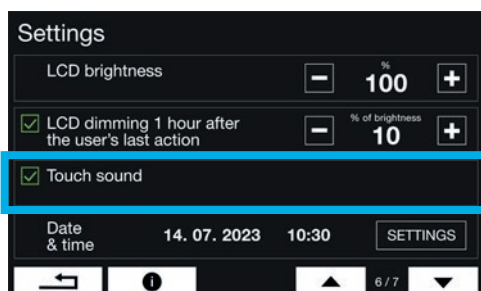 Settings
LCD brightness
%
− 100 +
LCD dimming 1 hour after
the user's last action
% of brightness
− 10 +
Touch sound
Date
& time
14. 07. 2023 10:30 SETTINGS
6/7